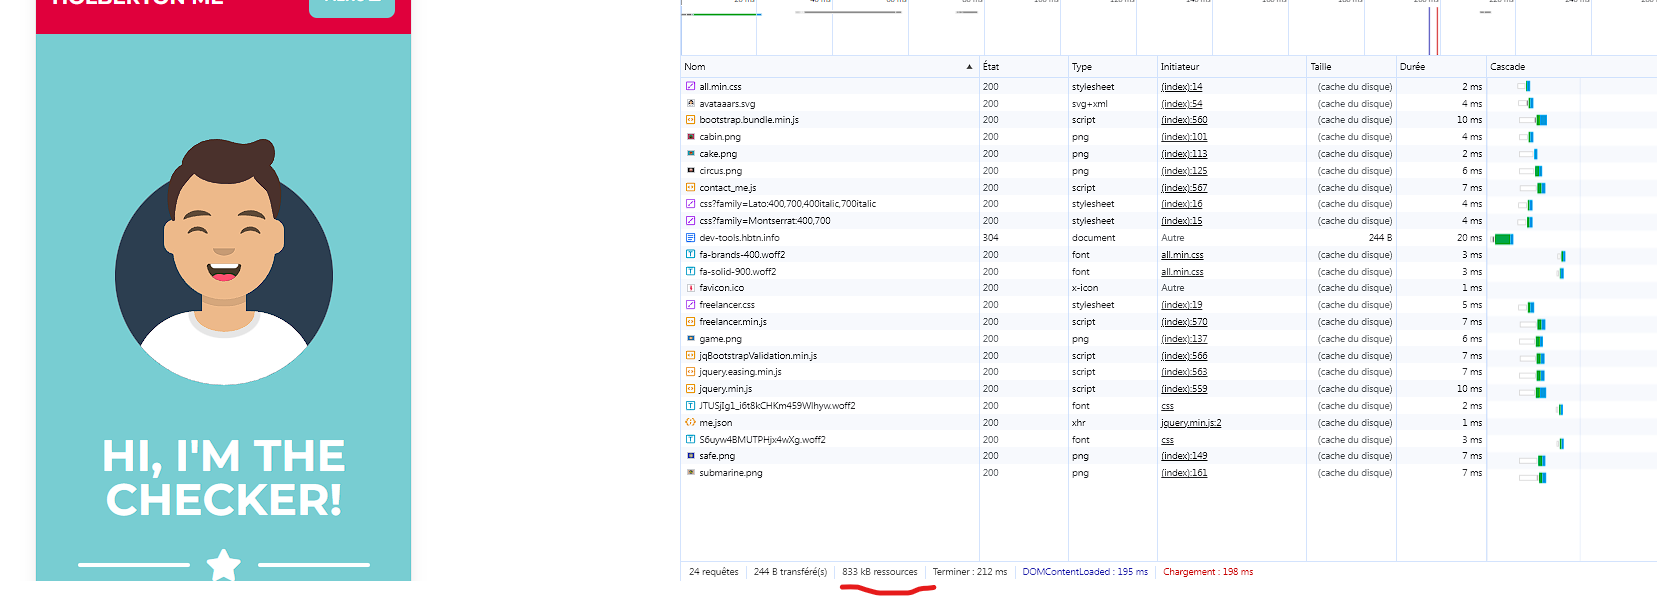 HOLBERTON ME
HI, I'M THE
CHECKER!
Nom État Type Initiateur Taille Durée Cascade
all.min.css 200 stylesheet (index):14 (cache du disque) 2 ms
avataaars.svg 200 svg+xml (index):54 (cache du disque) 4 ms
bootstrap.bundle.min.js 200 script (index):560 (cache du disque) 10 ms
cabin.png 200 png (index):101 (cache du disque) 4 ms
cake.png 200 png (index):113 (cache du disque) 2 ms
circus.png 200 png (index):125 (cache du disque) 6 ms
contact_me.js 200 script (index):567 (cache du disque) 7 ms
css?family=Lato:400,700,400italic,700italic 200 stylesheet (index):16 (cache du disque) 4 ms
css?family=Montserrat:400,700 200 stylesheet (index):15 (cache du disque) 4 ms
dev-tools.hbtn.info 304 document Autre 244 B 20 ms
fa-brands-400.woff2 200 font all.min.css (cache du disque) 3 ms
fa-solid-900.woff2 200 font all.min.css (cache du disque) 3 ms
favicon.ico 200 x-icon Autre (cache du disque) 1 ms
freelancer.css 200 stylesheet (index):19 (cache du disque) 5 ms
freelancer.min.js 200 script (index):570 (cache du disque) 7 ms
game.png 200 png (index):137 (cache du disque) 6 ms
jqBootstrapValidation.min.js 200 script (index):566 (cache du disque) 7 ms
jquery.easing.min.js 200 script (index):563 (cache du disque) 7 ms
jquery.min.js 200 script (index):559 (cache du disque) 10 ms
JTUSjIg1_i6t8kCHKm459Wlhyw.woff2 200 font css (cache du disque) 2 ms
me.json 200 xhr jquery.min.js:2 (cache du disque) 1 ms
S6uyw4BMUTPHjx4wXg.woff2 200 font css (cache du disque) 3 ms
safe.png 200 png (index):149 (cache du disque) 7 ms
submarine.png 200 png (index):161 (cache du disque) 7 ms
24 requêtes 244 B transféré(s) 833 kB ressources Terminer : 212 ms DOMContentLoaded : 195 ms Chargement : 198 ms